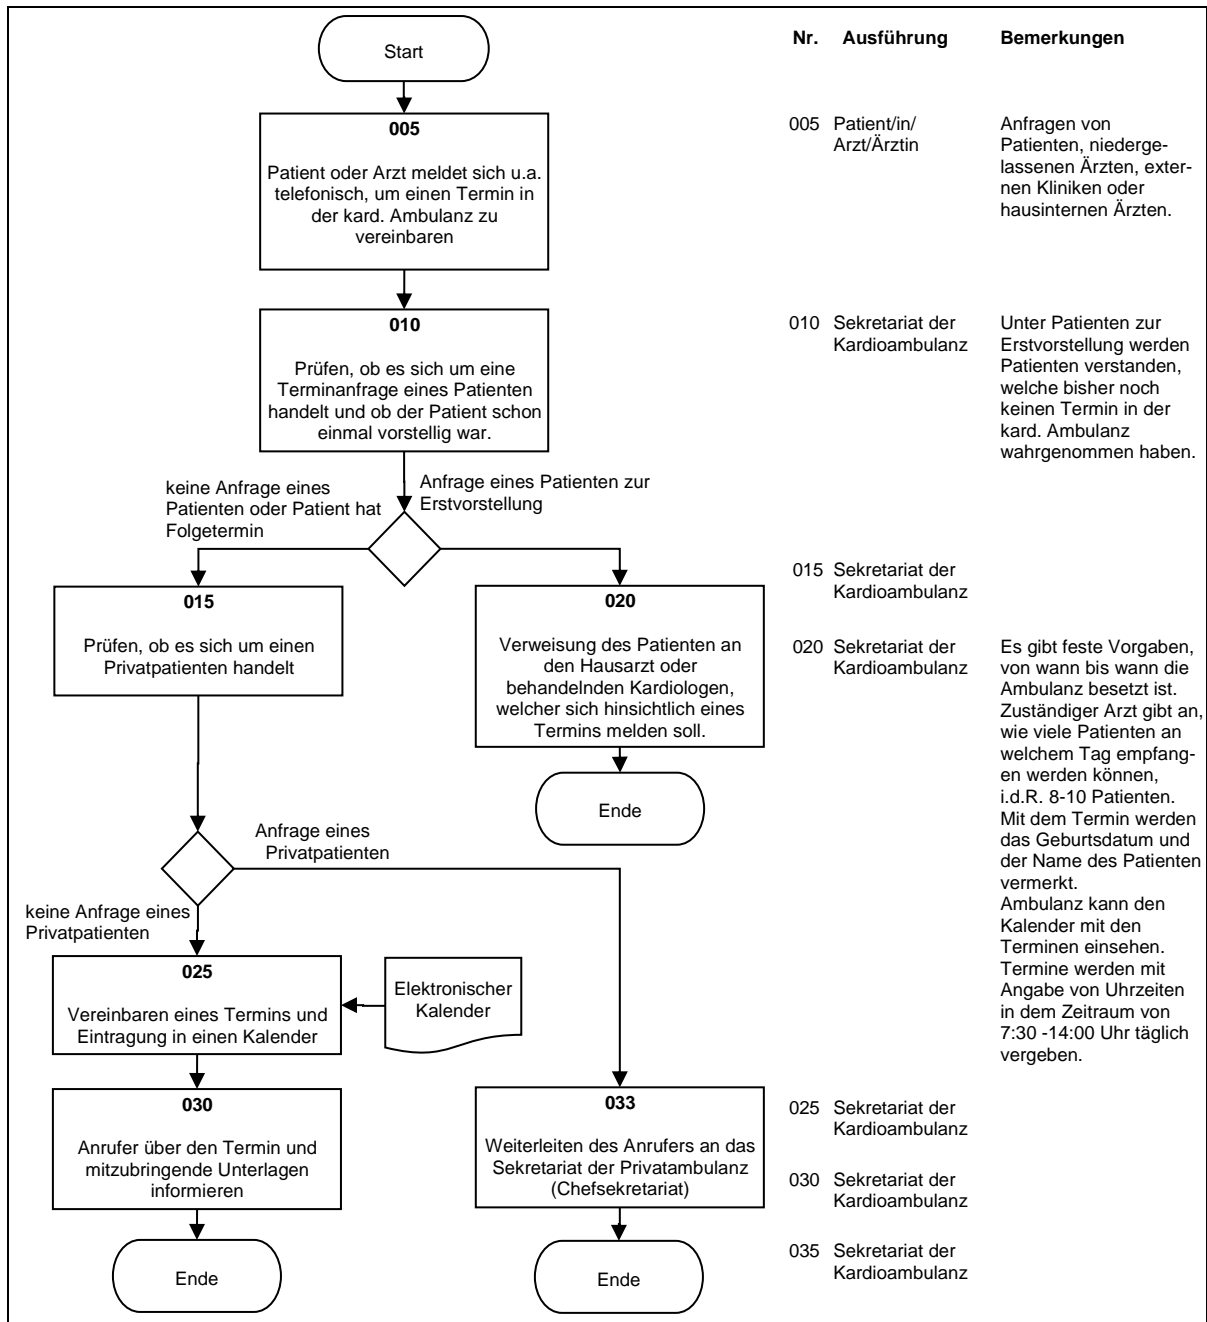 Start
005
Patient oder Arzt meldet sich u.a.
telefonisch, um einen Termin in
der kard. Ambulanz zu
vereinbaren
010
Prüfen, ob es sich um eine
Terminanfrage eines Patienten
handelt und ob der Patient schon
einmal vorstellig war.
keine Anfrage eines
Patienten oder Patient hat
Folgetermin
Anfrage eines Patienten zur
Erstvorstellung
015
Prüfen, ob es sich um einen
Privatpatienten handelt
020
Verweisung des Patienten an
den Hausarzt oder
behandelnden Kardiologen,
welcher sich hinsichtlich eines
Termins melden soll.
Ende
Anfrage eines
Privatpatienten
keine Anfrage eines
Privatpatienten
025
Vereinbaren eines Termins und
Eintragung in einen Kalender
Elektronischer
Kalender
030
Anrufer über den Termin und
mitzubringende Unterlagen
informieren
Ende
033
Weiterleiten des Anrufers an das
Sekretariat der Privatambulanz
(Chefsekretariat)
Ende
Nr. Ausführung Bemerkungen
005 Patient/in/
Arzt/Ärztin
Anfragen von
Patienten, niederge-
lassenen Ärzten, exter-
nen Kliniken oder
hausinternen Ärzten.
010 Sekretariat der
Kardioambulanz
Unter Patienten zur
Erstvorstellung werden
Patienten verstanden,
welche bisher noch
keinen Termin in der
kard. Ambulanz
wahrgenommen haben.
015 Sekretariat der
Kardioambulanz
020 Sekretariat der
Kardioambulanz
Es gibt feste Vorgaben,
von wann bis wann die
Ambulanz besetzt ist.
Zuständiger Arzt gibt an,
wie viele Patienten an
welchem Tag empfang-
en werden können,
i.d.R. 8-10 Patienten.
Mit dem Termin werden
das Geburtsdatum und
der Name des Patienten
vermerkt.
Ambulanz kann den
Kalender mit den
Terminen einsehen.
Termine werden mit
Angabe von Uhrzeiten
in dem Zeitraum von
7:30 -14:00 Uhr täglich
vergeben.
025 Sekretariat der
Kardioambulanz
030 Sekretariat der
Kardioambulanz
035 Sekretariat der
Kardioambulanz